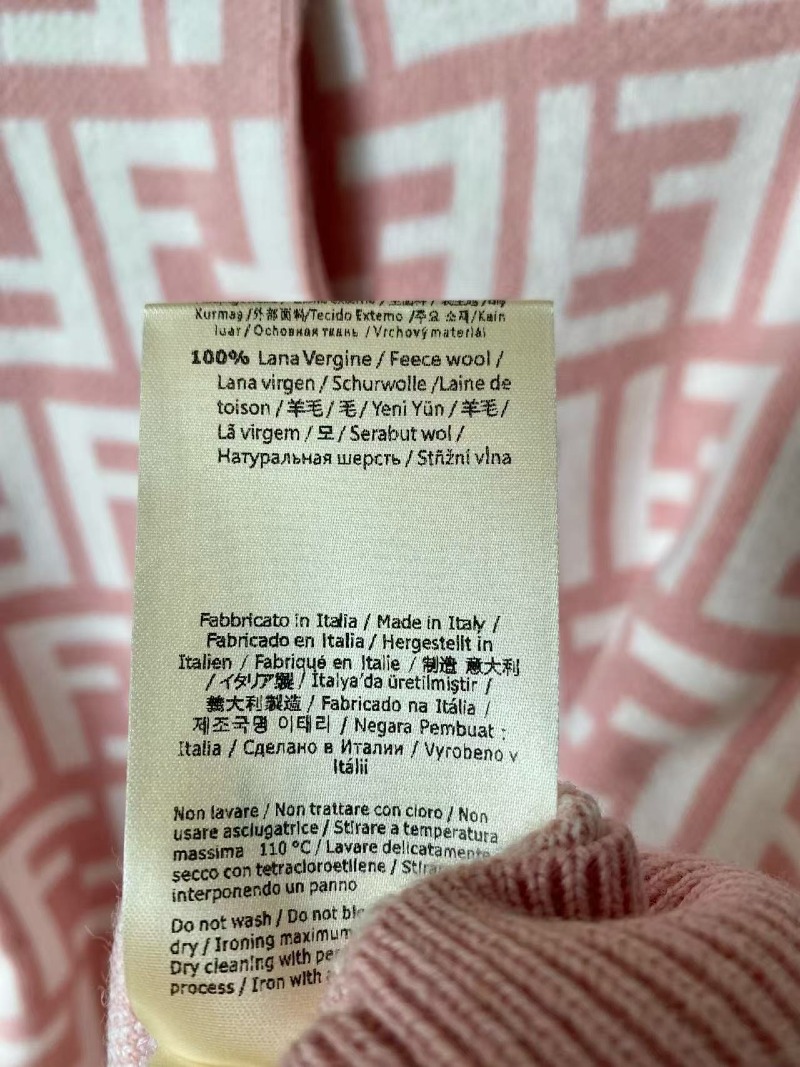 Kurmaş /外部面料/Tecido Externo /주요 소재/Kain
luar / Основная ткань / Vrchový materiál
100% Lana Vergine / Feece wool /
Lana virgen / Schurwolle /Laine de
toison / 羊毛 / 毛 / Yeni Yün / 羊毛 /
Lã virgem / 모 / Serabut wol /
Натуральная шерсть / Stñžní vlna
Fabbricato in Italia / Made in Italy /
Fabricado en Italia / Hergestellt in
Italien / Fabriqué en Italie / 制造 意大利
/ イタリア製 / İtalya'da üretilmiştir /
義大利製造 / Fabricado na Itália /
제조국명 이태리 / Negara Pembuat :
Italia / Сделано в Италии / Vyrobeno v
Itálii
Non lavare / Non trattare con cloro / Non
usare asciugatrice / Stirare a temperatura
massima 110 °C / Lavare delicatamente
secco con tetracloroetilene / Stirare
interponendo un panno
Do not wash / Do not
dry / Ironing maximum
Dry cleaning with
process / Iron with